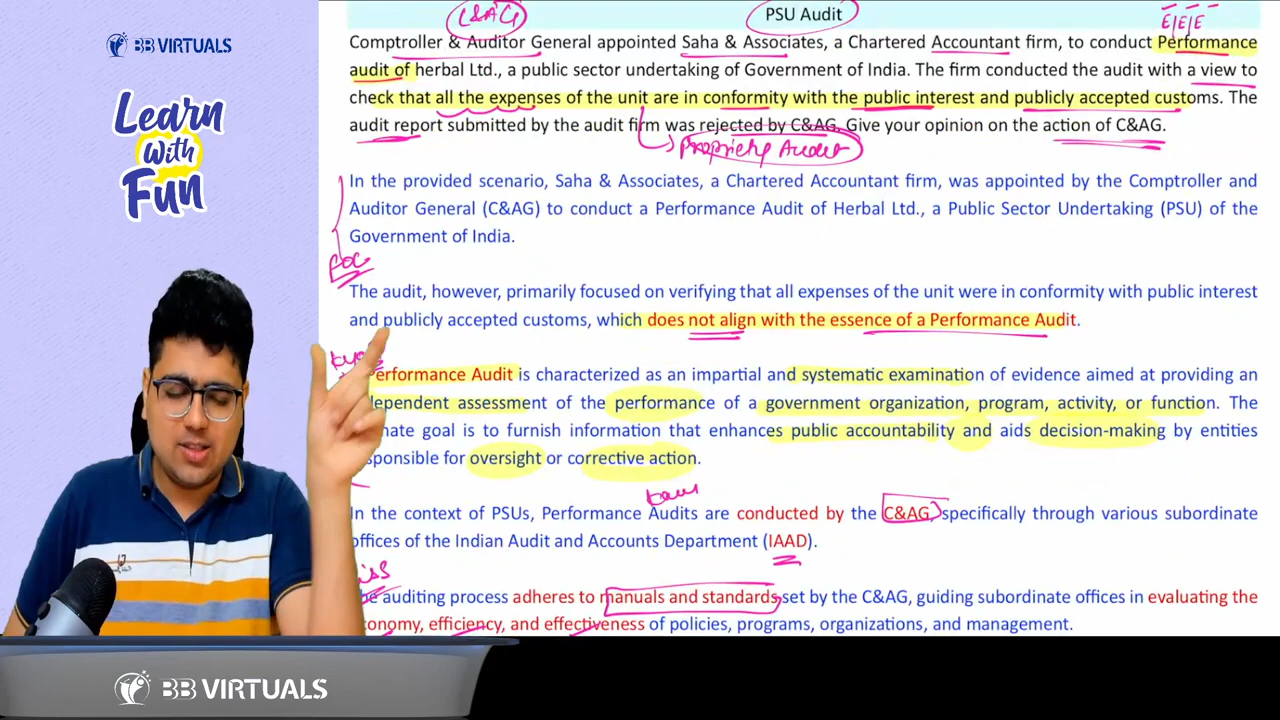 BB VIRTUALS
Learn
With
Fun
C&AG
PSU Audit
E|E|E
Comptroller & Auditor General appointed Saha & Associates, a Chartered Accountant firm, to conduct Performance
audit of herbal Ltd., a public sector undertaking of Government of India. The firm conducted the audit with a view to
check that all the expenses of the unit are in conformity with the public interest and publicly accepted customs. The
audit report submitted by the audit firm was rejected by C&AG. Give your opinion on the action of C&AG.
Propriety Audit
In the provided scenario, Saha & Associates, a Chartered Accountant firm, was appointed by the Comptroller and
Auditor General (C&AG) to conduct a Performance Audit of Herbal Ltd., a Public Sector Undertaking (PSU) of the
Government of India.
The audit, however, primarily focused on verifying that all expenses of the unit were in conformity with public interest
and publicly accepted customs, which does not align with the essence of a Performance Audit.
erformance Audit is characterized as an impartial and systematic examination of evidence aimed at providing an
dependent assessment of the performance of a government organization, program, activity, or function. The
mate goal is to furnish information that enhances public accountability and aids decision-making by entities
sponsible for oversight or corrective action.
In the context of PSUs, Performance Audits are conducted by the C&AG, specifically through various subordinate
offices of the Indian Audit and Accounts Department (IAAD).
he auditing process adheres to manuals and standards set by the C&AG, guiding subordinate offices in evaluating the
conomy, efficiency, and effectiveness of policies, programs, organizations, and management.
BB VIRTUALS